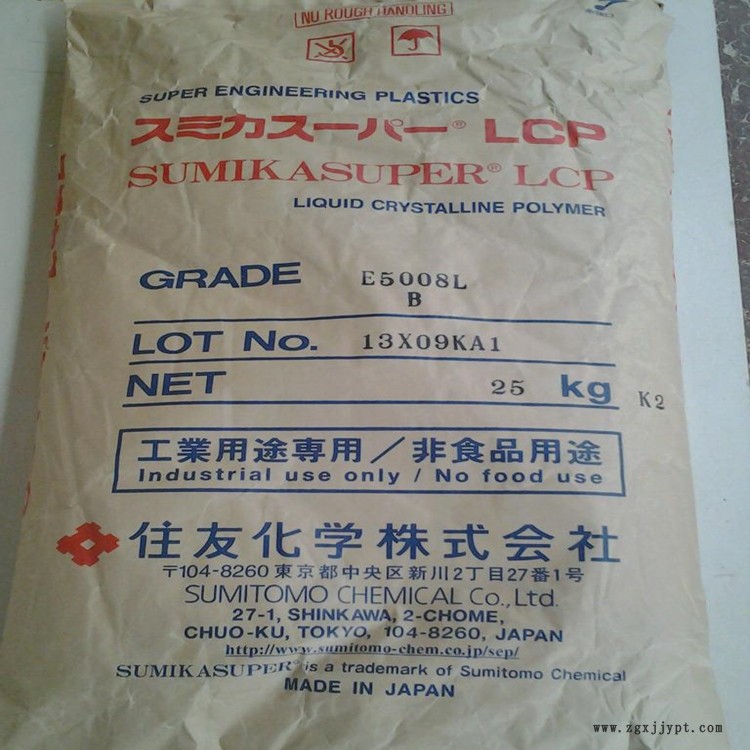 NO ROUGH HANDLING
SUPER ENGINEERING PLASTICS
スミカスーパー® LCP
SUMIKASUPER® LCP
LIQUID CRYSTALLINE POLYMER
GRADE E5008L
B
LOT No. 13X09KA1
NET 25 kg K2
工業用途専用/非食品用途
Industrial use only / No food use
住友化学株式会社
〒104-8260東京都中央区新川2丁目27番1号
SUMITOMO CHEMICAL Co., Ltd.
27-1, SHINKAWA, 2-CHOME,
CHUO-KU, TOKYO, 104-8260, JAPAN
http://www.sumitomo-chem.co.jp/sep/
SUMIKASUPER® is a trademark of Sumitomo Chemical
MADE IN JAPAN
www.zgxjjypt.com